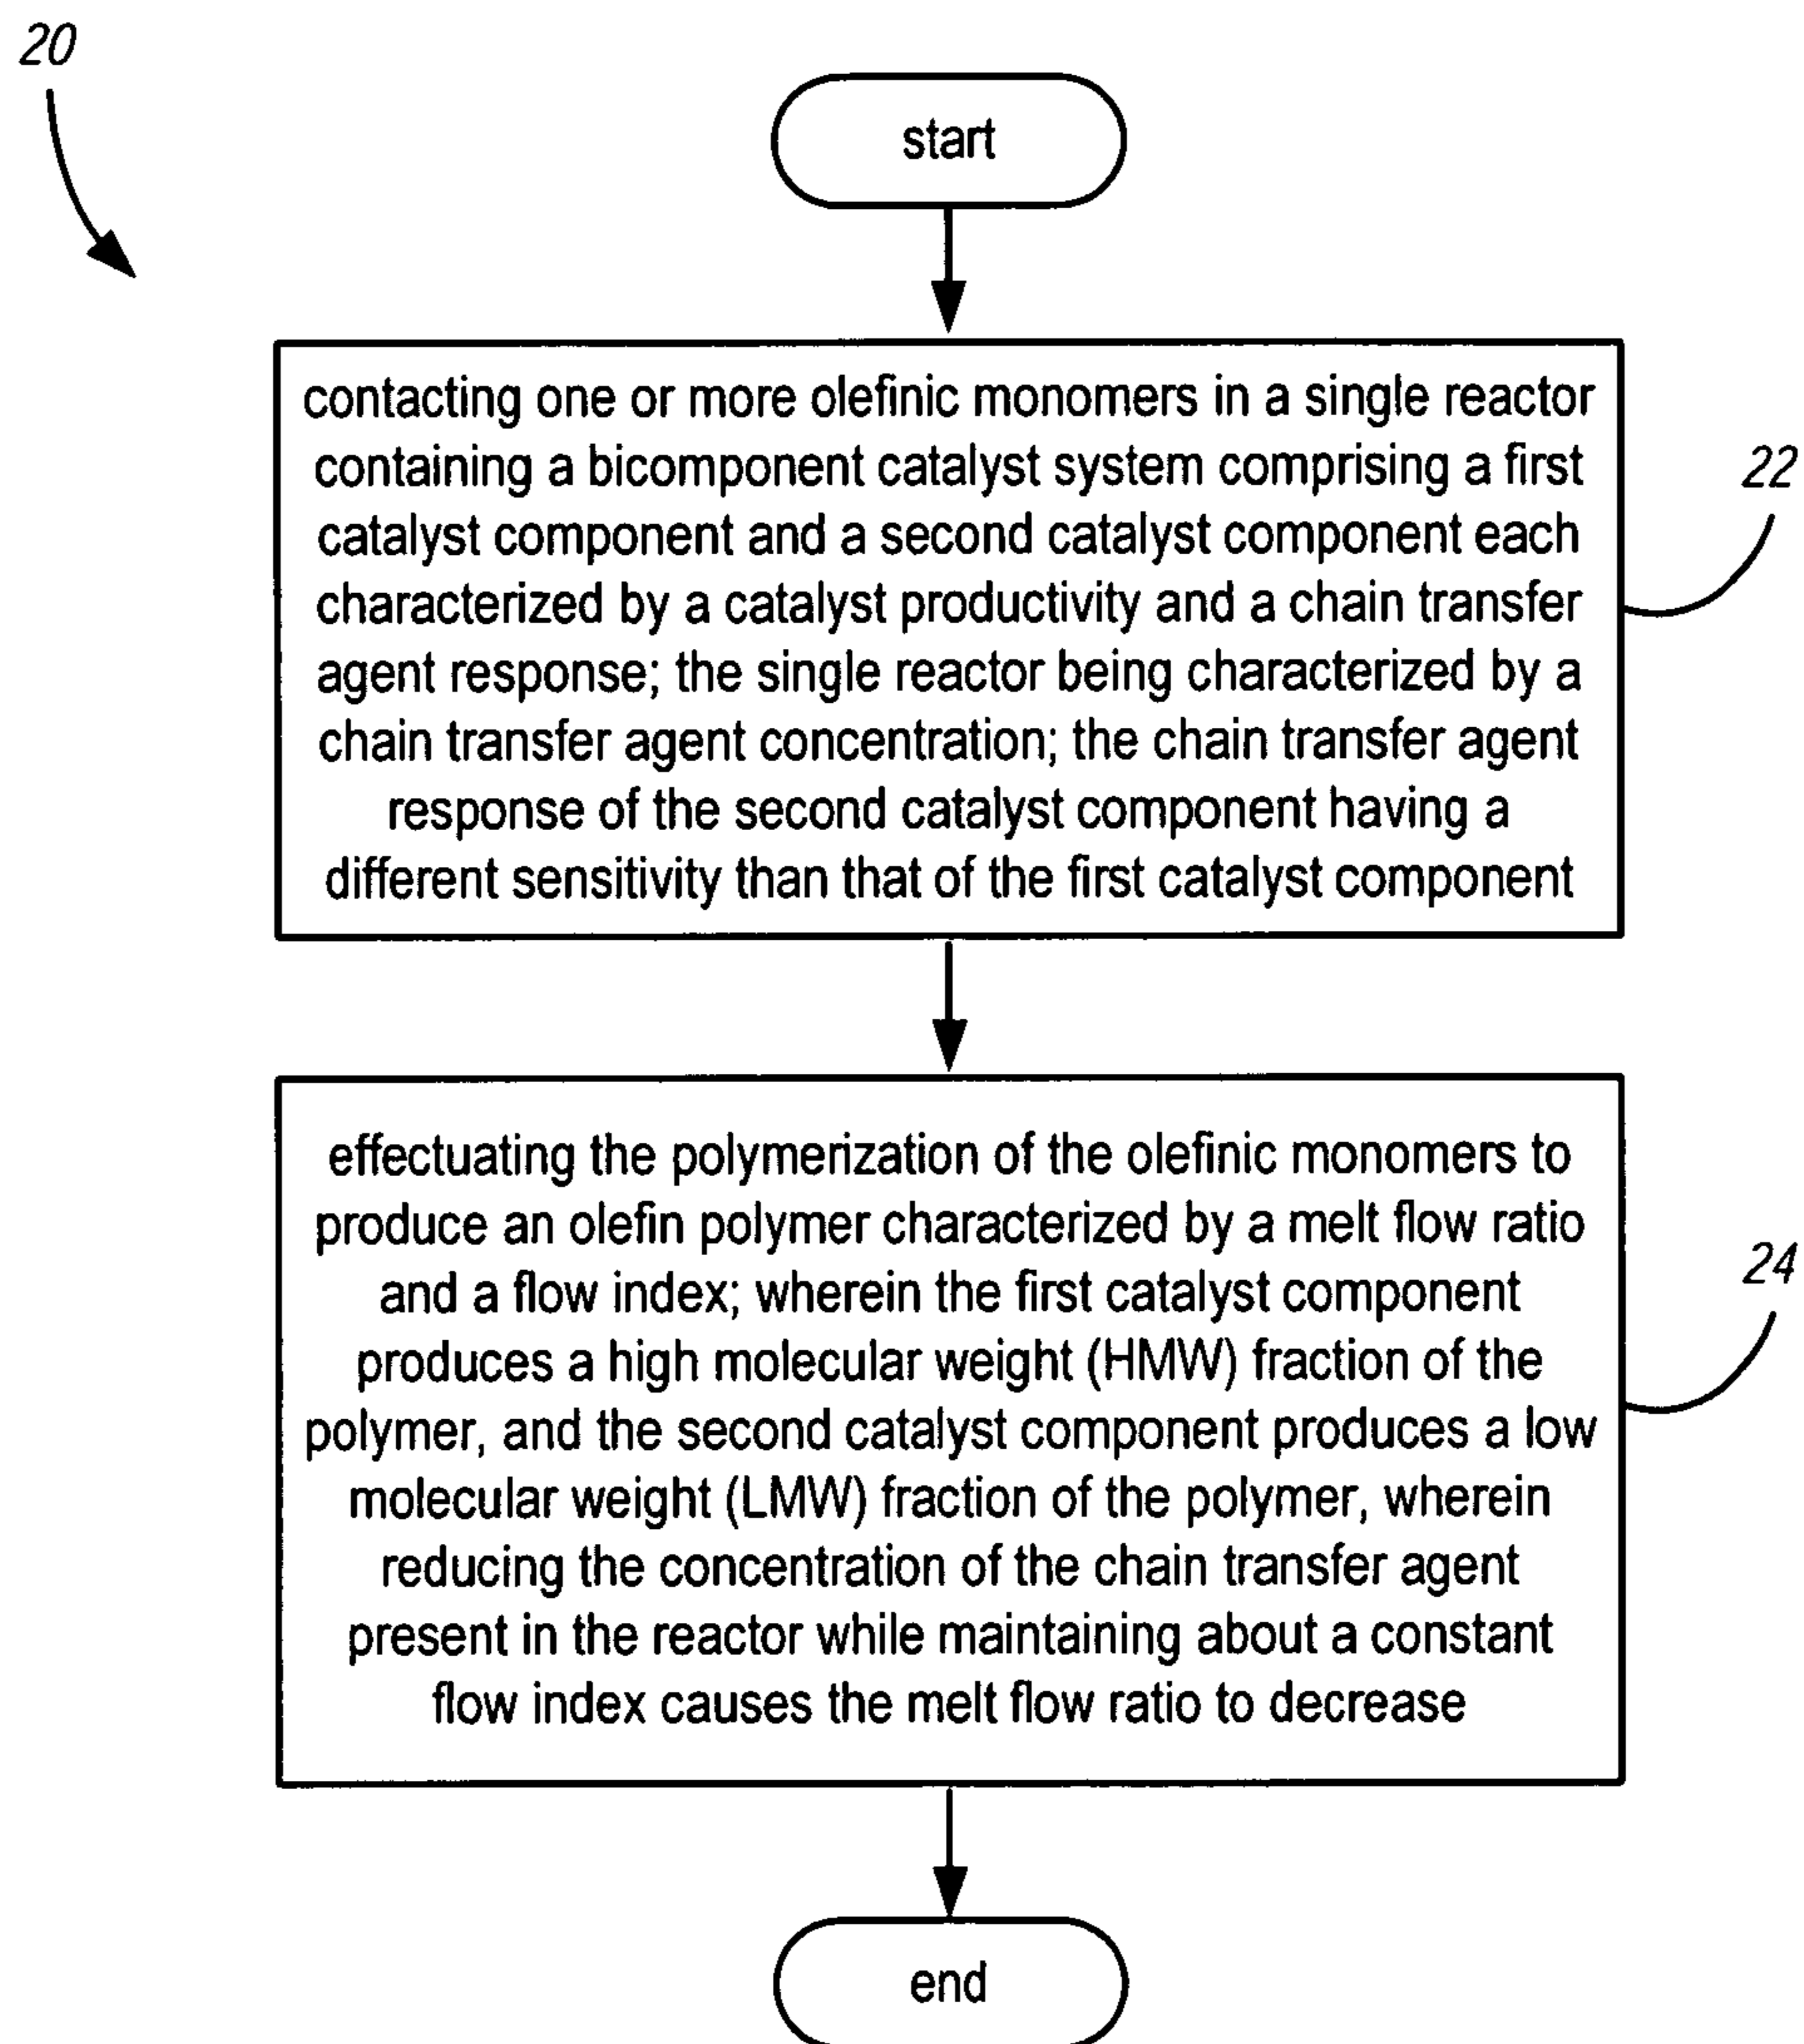 20
start
contacting one or more olefinic monomers in a single reactor
containing a bicomponent catalyst system comprising a first
catalyst component and a second catalyst component each
characterized by a catalyst productivity and a chain transfer
agent response; the single reactor being characterized by a
chain transfer agent concentration; the chain transfer agent
response of the second catalyst component having a
different sensitivity than that of the first catalyst component
22
effectuating the polymerization of the olefinic monomers to
produce an olefin polymer characterized by a melt flow ratio
and a flow index; wherein the first catalyst component
produces a high molecular weight (HMW) fraction of the
polymer, and the second catalyst component produces a low
molecular weight (LMW) fraction of the polymer, wherein
reducing the concentration of the chain transfer agent
present in the reactor while maintaining about a constant
flow index causes the melt flow ratio to decrease
24
end